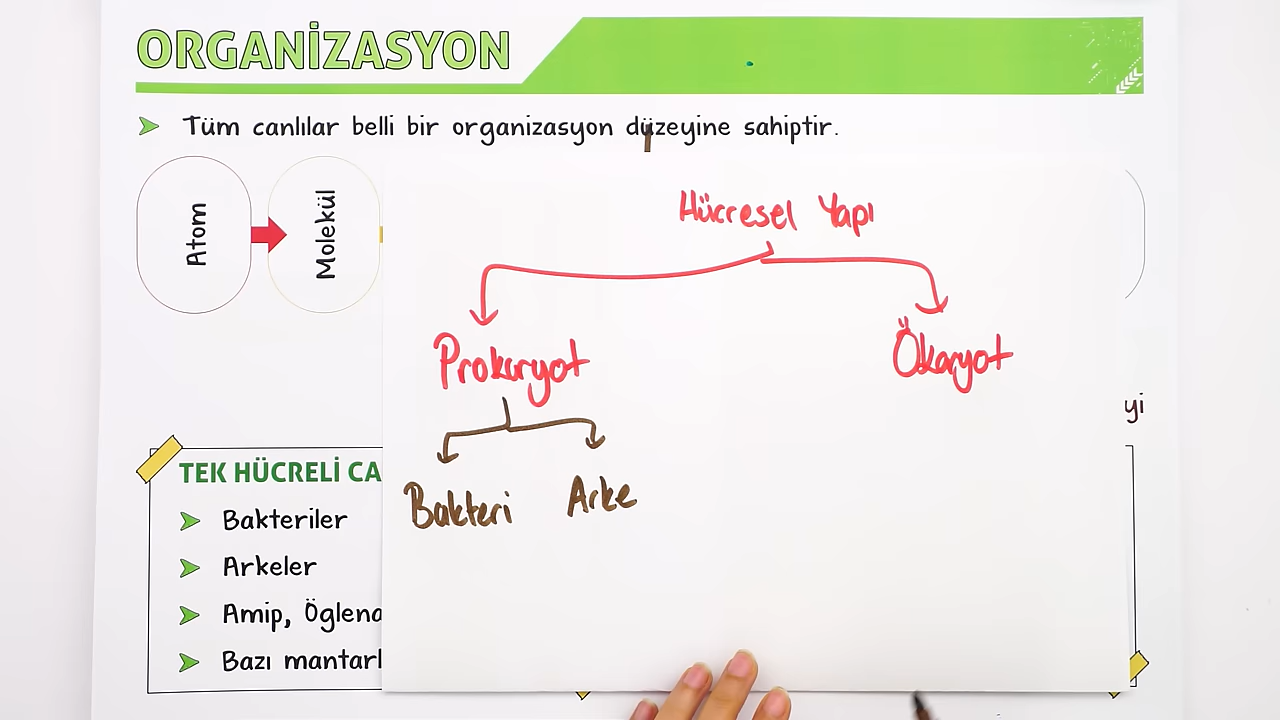 ORGANİZASYON
Tüm canlılar belli bir organizasyon düzeyine sahiptir.
Atom
Molekül
Hücresel Yapı
Prokaryot
Ökaryot
Bakteri
Arke
yi
TEK HÜCRELİ CA
Bakteriler
Arkeler
Amip, Öglena
Bazı mantarl